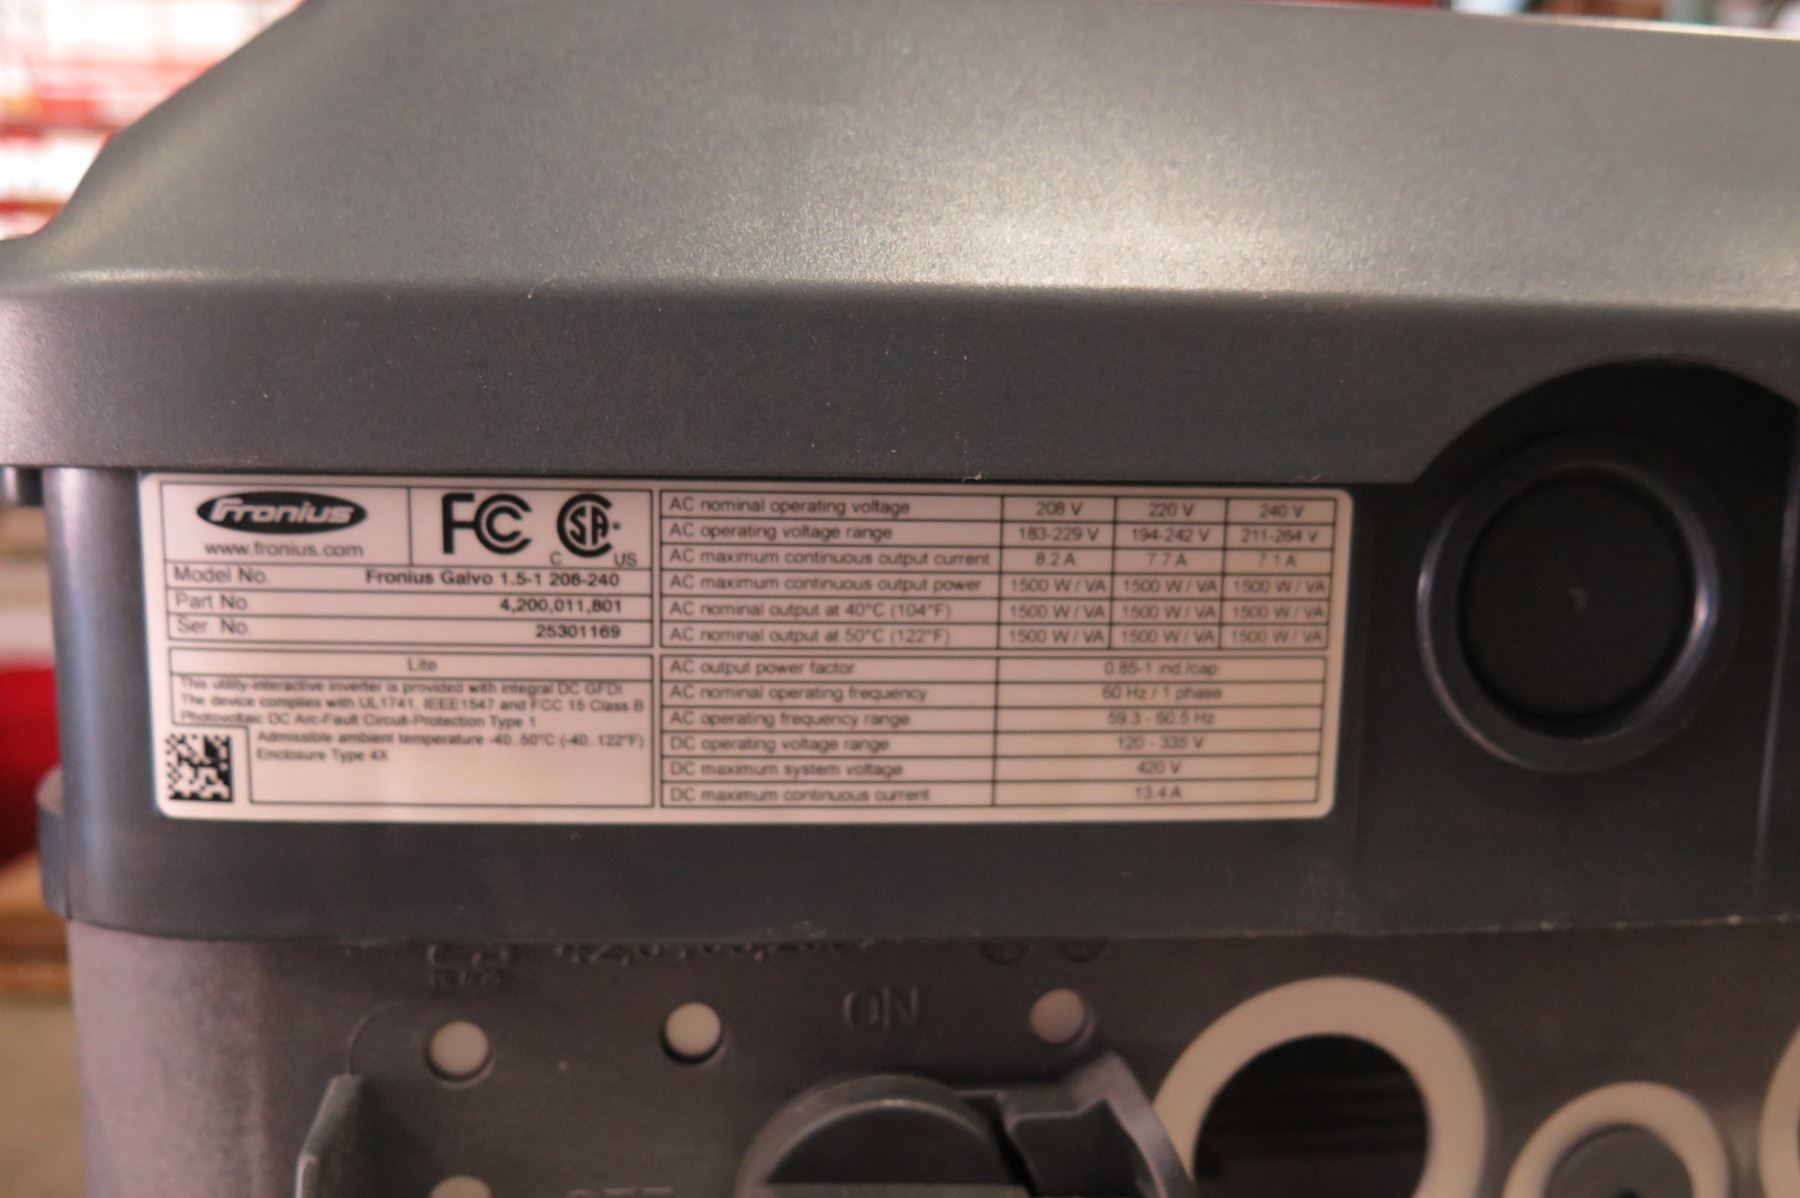 Fronius
www.fronius.com
FC
C SA US
Model No. Fronius Galvo 1.5-1 208-240
Part No. 4,200,011,801
Ser. No. 25301169
Lite
This utility-interactive inverter is provided with integral DC GFDI
The device complies with UL1741, IEEE1547 and FCC 15 Class B
Photovoltaic DC Arc-Fault Circuit-Protection Type 1
Admissible ambient temperature -40..50°C (-40..122°F)
Enclosure Type 4X
AC nominal operating voltage 208 V 220 V 240 V
AC operating voltage range 183-229 V 194-242 V 211-264 V
AC maximum continuous output current 8.2 A 7.7 A 7.1 A
AC maximum continuous output power 1500 W / VA 1500 W / VA 1500 W / VA
AC nominal output at 40°C (104°F) 1500 W / VA 1500 W / VA 1500 W / VA
AC nominal output at 50°C (122°F) 1500 W / VA 1500 W / VA 1500 W / VA
AC output power factor 0.85-1 ind./cap.
AC nominal operating frequency 60 Hz / 1 phase
AC operating frequency range 59.3 - 60.5 Hz
DC operating voltage range 120 - 335 V
DC maximum system voltage 420 V
DC maximum continuous current 13.4 A
ON